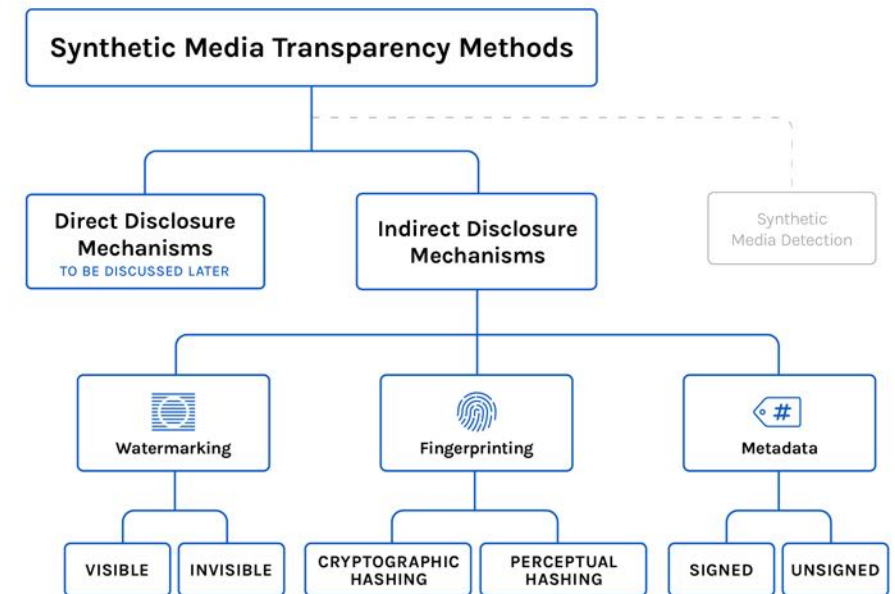 Synthetic Media Transparency Methods
Direct Disclosure
Mechanisms
TO BE DISCUSSED LATER
Indirect Disclosure
Mechanisms
Synthetic
Media Detection
Watermarking
Fingerprinting
#
Metadata
VISIBLE
INVISIBLE
CRYPTOGRAPHIC
HASHING
PERCEPTUAL
HASHING
SIGNED
UNSIGNED